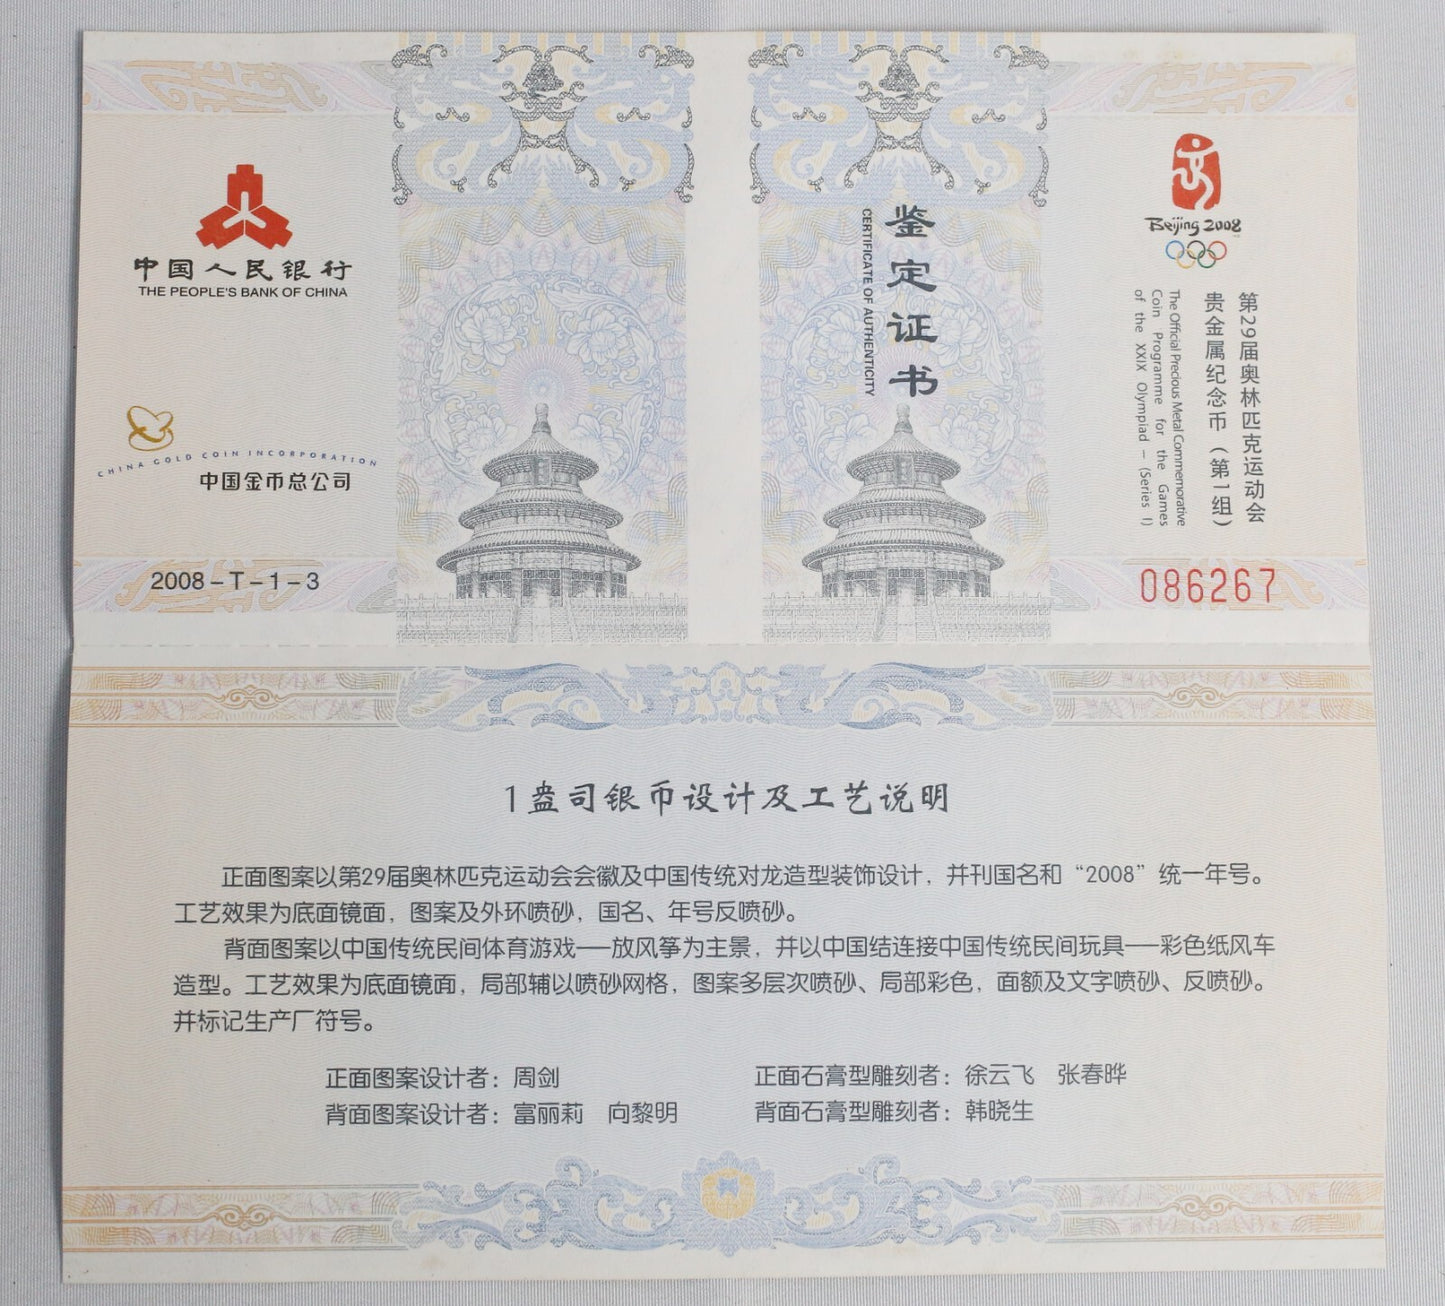 中国人民银行
THE PEOPLE'S BANK OF CHINA
CHINA GOLD COIN INCORPORATION
中国金币总公司
2008-T-1-3
鉴定证书
CERTIFICATE OF AUTHENTICITY
Beijing 2008
第29届奥林匹克运动会
贵金属纪念币（第1组）
The Official Precious Metal Commemorative
Coin Programme for the Games
of the XXIX Olympiad － (Series I)
086267
1盎司银币设计及工艺说明
正面图案以第29届奥林匹克运动会会徽及中国传统对龙造型装饰设计，并刊国名和“2008”统一年号。
工艺效果为底面镜面，图案及外环喷砂，国名、年号反喷砂。
背面图案以中国传统民间体育游戏——放风筝为主景，并以中国结连接中国传统民间玩具——彩色纸风车
造型。工艺效果为底面镜面，局部辅以喷砂网格，图案多层次喷砂、局部彩色，面额及文字喷砂、反喷砂。
并标记生产厂符号。
正面图案设计者：周剑 正面石膏型雕刻者：徐云飞 张春晔
背面图案设计者：富丽莉 向黎明 背面石膏型雕刻者：韩晓生